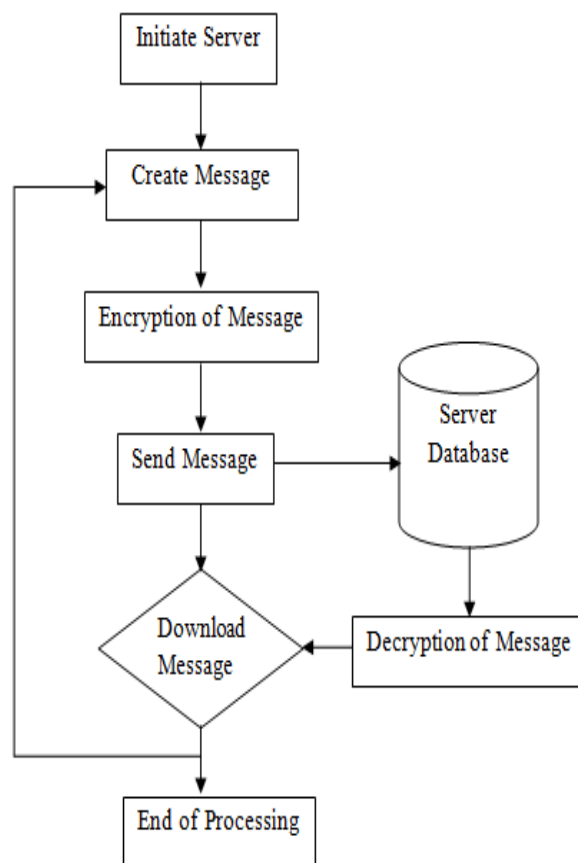 Initiate Server
Create Message
Encryption of Message
Send Message
Server
Database
Download
Message
Decryption of Message
End of Processing